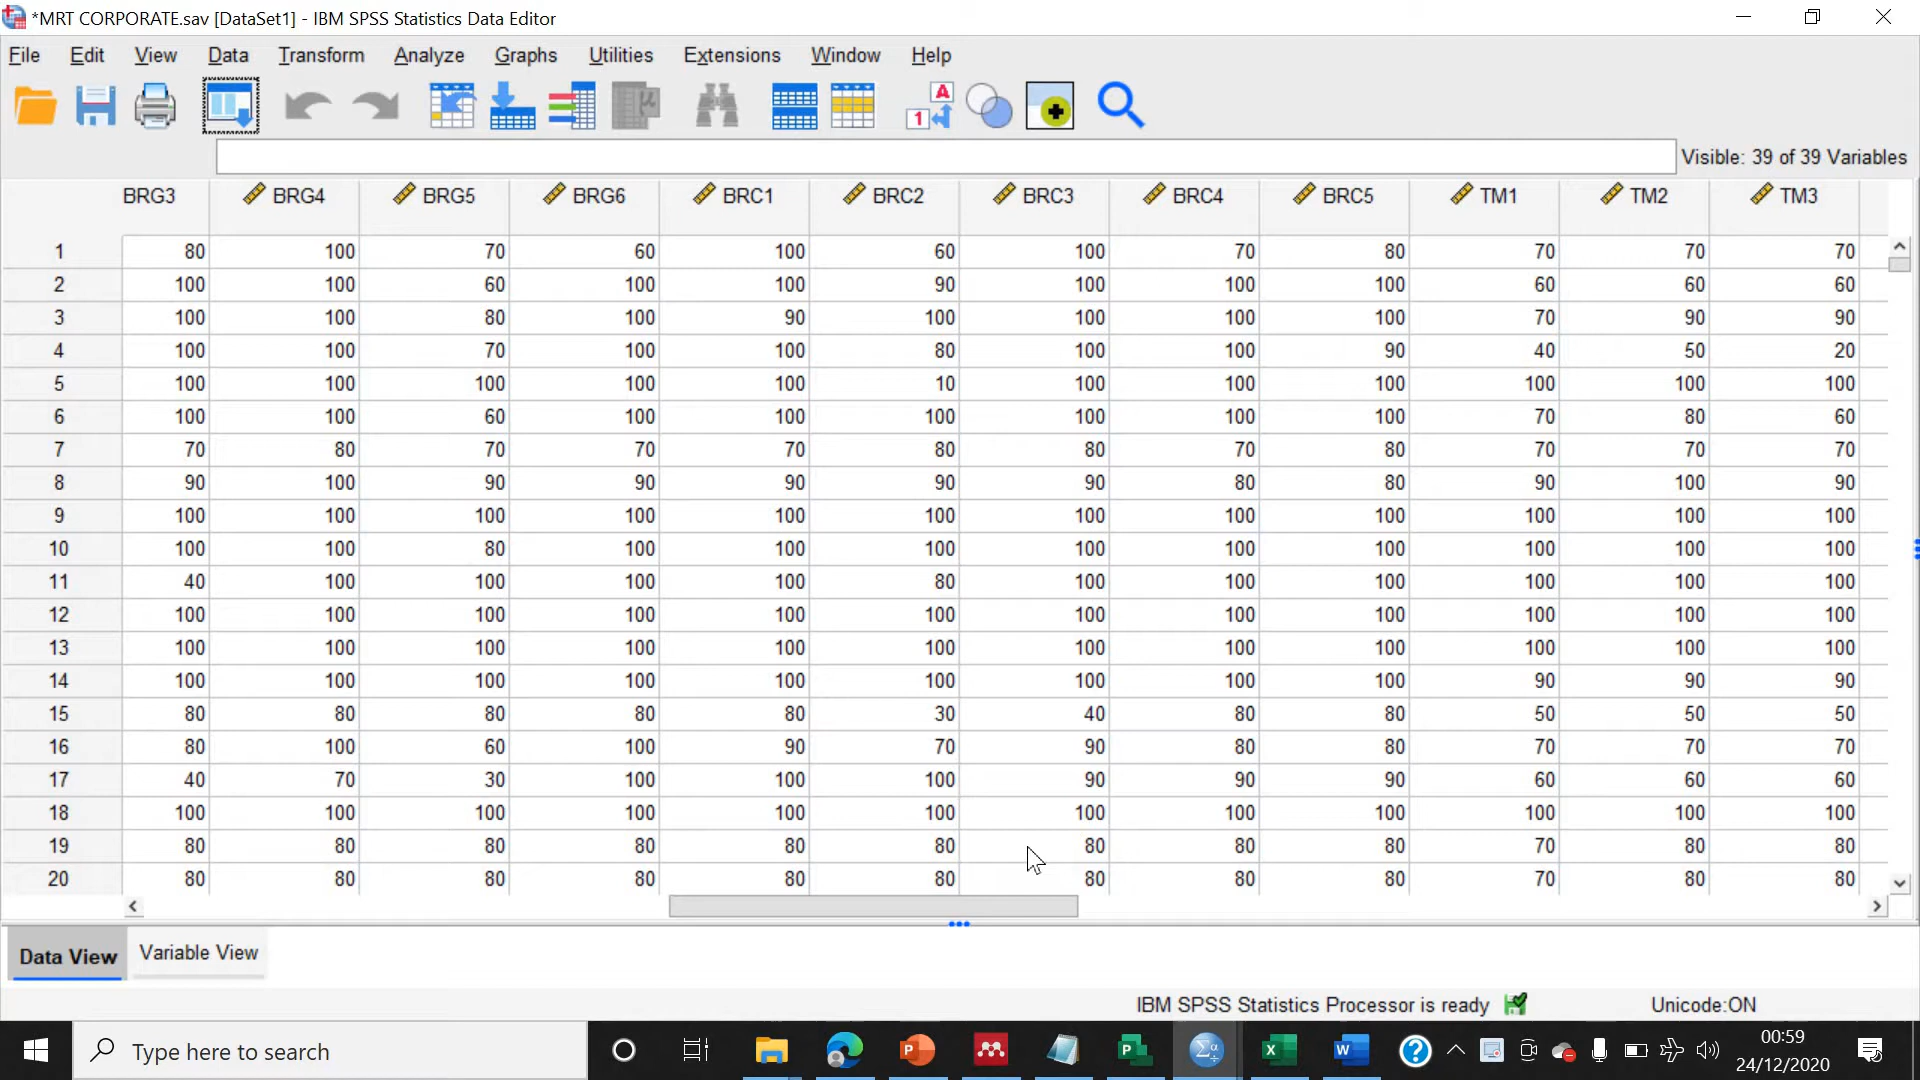 *MRT CORPORATE.sav [DataSet1] - IBM SPSS Statistics Data Editor
File Edit View Data Transform Analyze Graphs Utilities Extensions Window Help
Visible: 39 of 39 Variables
BRG3 BRG4 BRG5 BRG6 BRC1 BRC2 BRC3 BRC4 BRC5 TM1 TM2 TM3
1 80 100 70 60 100 60 100 70 80 70 70 70
2 100 100 60 100 100 90 100 100 100 60 60 60
3 100 100 80 100 90 100 100 100 100 70 90 90
4 100 100 70 100 100 80 100 100 90 40 50 20
5 100 100 100 100 100 10 100 100 100 100 100 100
6 100 100 60 100 100 100 100 100 100 70 80 60
7 70 80 70 70 70 80 80 70 80 70 70 70
8 90 100 90 90 90 90 90 80 80 90 100 90
9 100 100 100 100 100 100 100 100 100 100 100 100
10 100 100 80 100 100 100 100 100 100 100 100 100
11 40 100 100 100 100 80 100 100 100 100 100 100
12 100 100 100 100 100 100 100 100 100 100 100 100
13 100 100 100 100 100 100 100 100 100 100 100 100
14 100 100 100 100 100 100 100 100 100 90 90 90
15 80 80 80 80 80 30 40 80 80 50 50 50
16 80 100 60 100 90 70 90 80 80 70 70 70
17 40 70 30 100 100 100 90 90 90 60 60 60
18 100 100 100 100 100 100 100 100 100 100 100 100
19 80 80 80 80 80 80 80 80 80 70 80 80
20 80 80 80 80 80 80 80 80 80 70 80 80
Data View Variable View
IBM SPSS Statistics Processor is ready Unicode:ON
Type here to search
00:59
24/12/2020